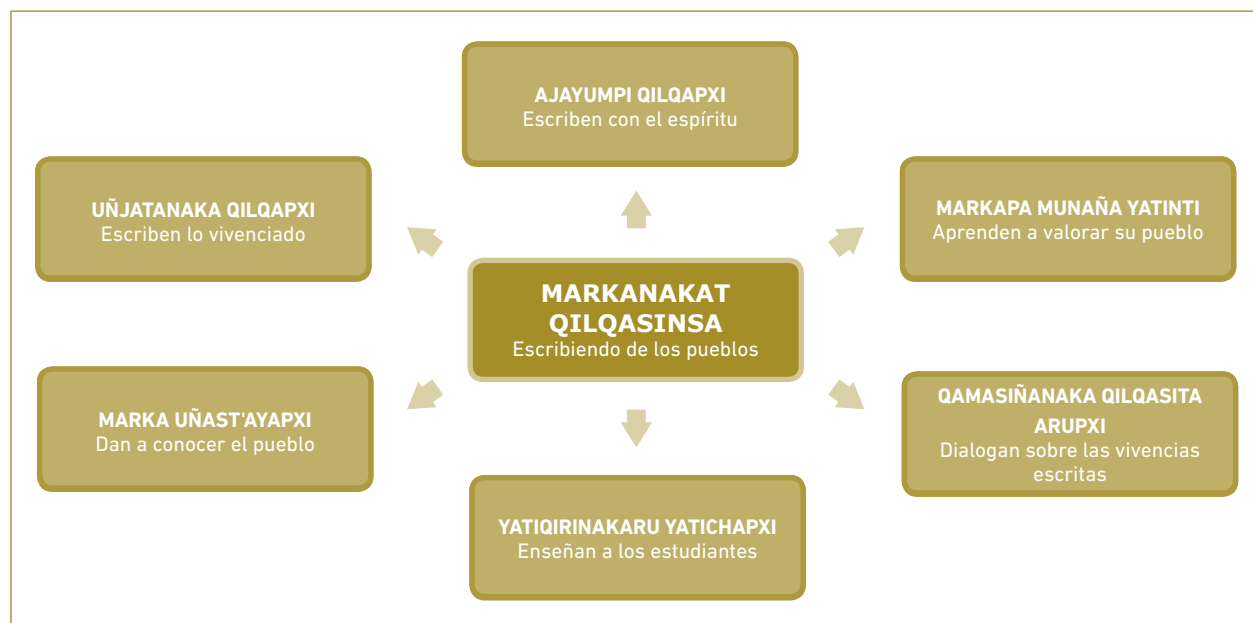 AJAYUMPI QILQAPXI
Escriben con el espíritu
UÑJATANAKA QILQAPXI
Escriben lo vivenciado
MARKAPA MUNAÑA YATINTI
Aprenden a valorar su pueblo
MARKANAKAT
QILQASINSA
Escribiendo de los pueblos
MARKA UÑAST'AYAPXI
Dan a conocer el pueblo
QAMASIÑANAKA QILQASITA
ARUPXI
Dialogan sobre las vivencias
escritas
YATIQIRINAKARU YATICHAPXI
Enseñan a los estudiantes